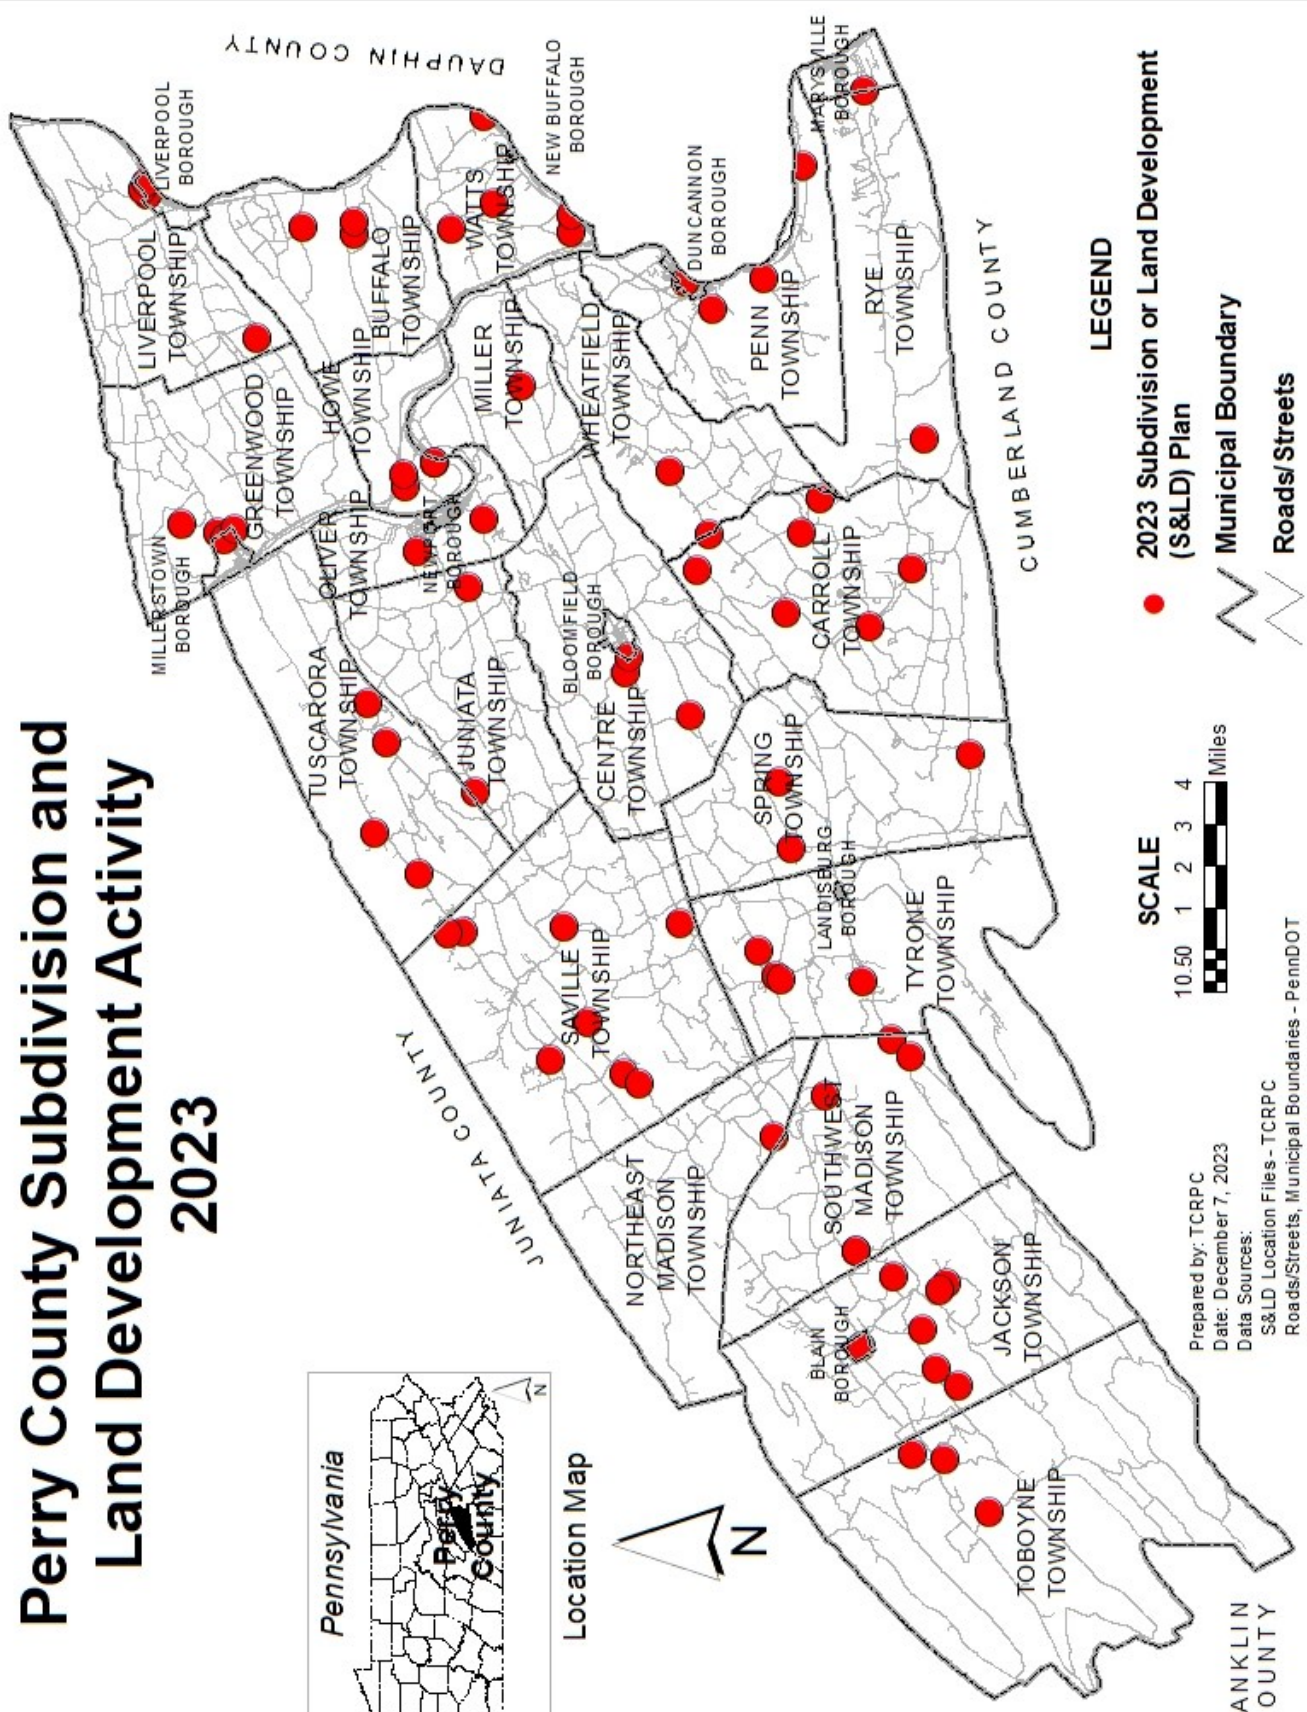 Perry County Subdivision and
Land Development Activity
2023
Pennsylvania
Perry
County
N
Location Map
N
JUNIATA COUNTY
DAUPHIN COUNTY
CUMBERLAND COUNTY
ANKLIN
OUNTY
LIVERPOOL
BOROUGH
LIVERPOOL
TOWNSHIP
MILLERSTOWN
BOROUGH
GREENWOOD
TOWNSHIP
BUFFALO
TOWNSHIP
HOWE
TOWNSHIP
NEW BUFFALO
BOROUGH
WATTS
TOWNSHIP
TUSCARORA
TOWNSHIP
OLIVER
TOWNSHIP
NEWPORT
BOROUGH
MILLER
TOWNSHIP
JUNIATA
TOWNSHIP
BLOOMFIELD
BOROUGH
CENTRE
TOWNSHIP
WHEATFIELD
TOWNSHIP
DUNCANNON
BOROUGH
PENN
TOWNSHIP
MARYSVILLE
BOROUGH
RYE
TOWNSHIP
CARROLL
TOWNSHIP
SPRING
TOWNSHIP
LANDISBURG
BOROUGH
TYRONE
TOWNSHIP
SAVILLE
TOWNSHIP
NORTHEAST
MADISON
TOWNSHIP
SOUTHWEST
MADISON
TOWNSHIP
BLAIN
BOROUGH
JACKSON
TOWNSHIP
TOBOYNE
TOWNSHIP
Prepared by: TCRPC
Date: December 7, 2023
Data Sources:
S&LD Location Files - TCRPC
Roads/Streets, Municipal Boundaries - PennDOT
SCALE
10.50 1 2 3 4
Miles
LEGEND
2023 Subdivision or Land Development
(S&LD) Plan
Municipal Boundary
Roads/Streets